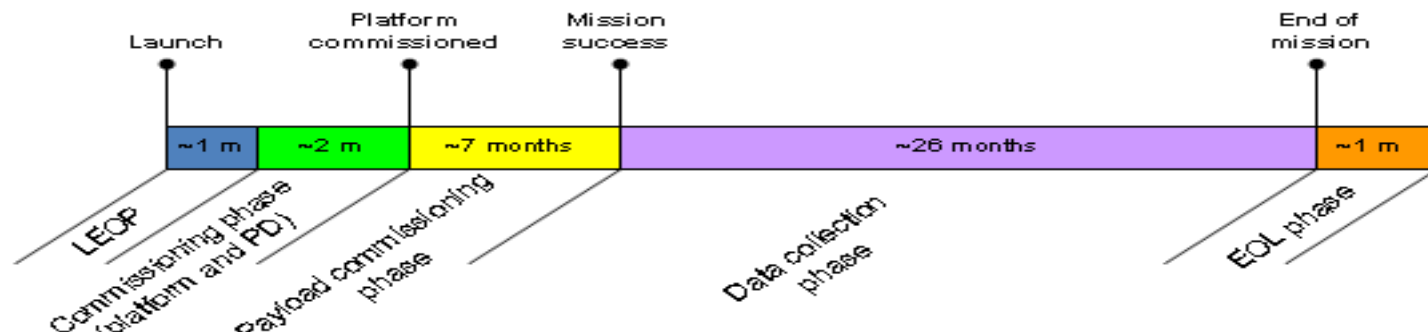 Launch
Platform
commissioned
Mission
success
End of
mission
~1 m
~2 m
~7 months
~26 months
~1 m
LEOP
Commissioning phase
(platform and PD)
Payload commissioning
phase
Data collection
phase
EOL phase